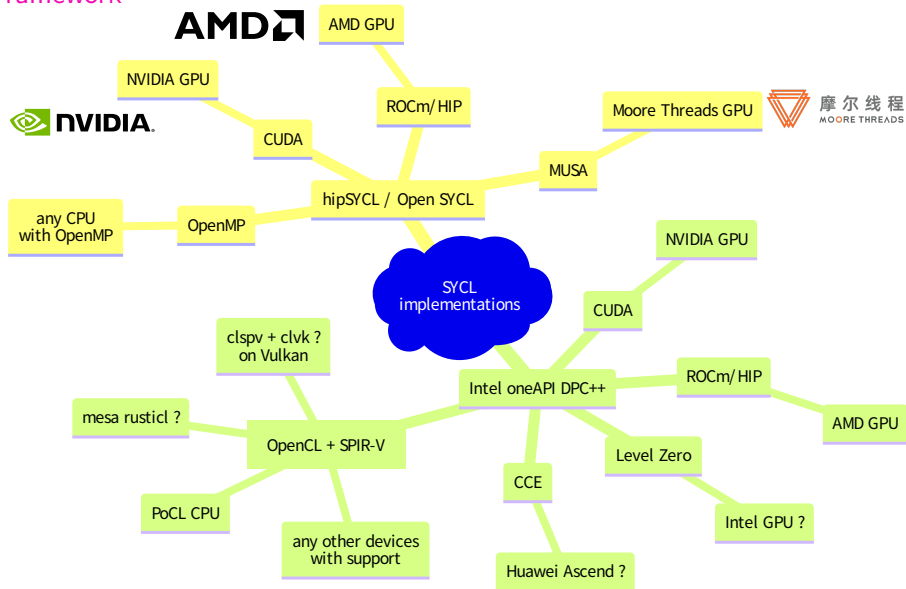 framework
AMD
AMD GPU
NVIDIA GPU
ROCm/HIP
NVIDIA.
CUDA
Moore Threads GPU
摩尔线程
MOORE THREADS
MUSA
hipSYCL / Open SYCL
any CPU
with OpenMP
OpenMP
SYCL
implementations
NVIDIA GPU
CUDA
clspv + clvk ?
on Vulkan
Intel oneAPI DPC++
ROCm/HIP
mesa rusticl ?
OpenCL + SPIR-V
AMD GPU
Level Zero
CCE
PoCL CPU
Intel GPU ?
any other devices
with support
Huawei Ascend ?